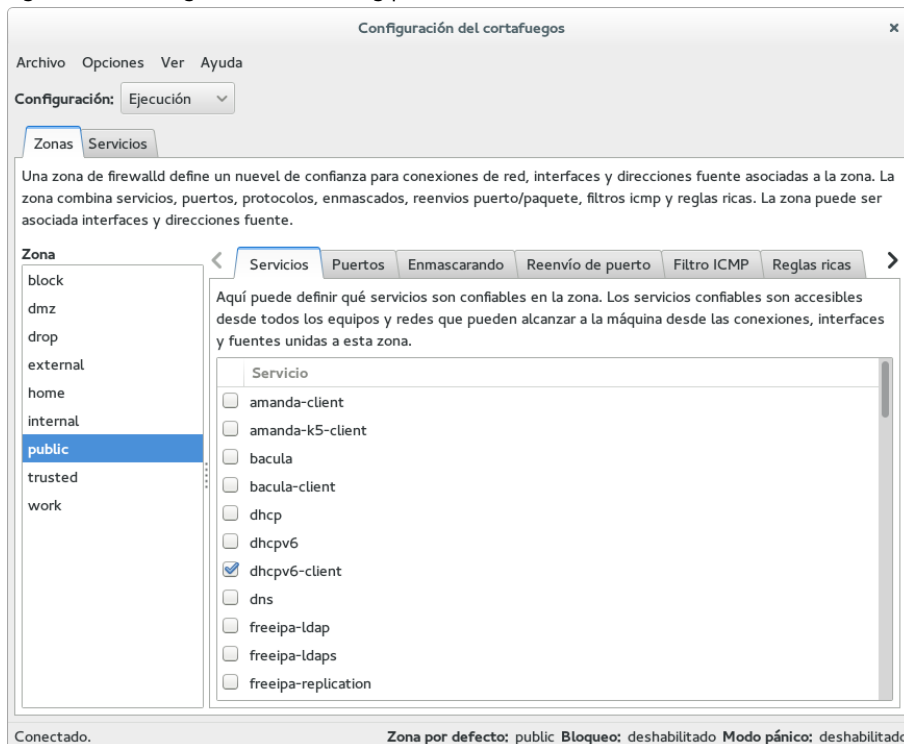 Configuración del cortafuegos
Archivo Opciones Ver Ayuda
Configuración: Ejecución
Zonas Servicios
Una zona de firewalld define un nuevel de confianza para conexiones de red, interfaces y direcciones fuente asociadas a la zona. La
zona combina servicios, puertos, protocolos, enmascados, reenvios puerto/paquete, filtros icmp y reglas ricas. La zona puede ser
asociada interfaces y direcciones fuente.
Zona
block
dmz
drop
external
home
internal
public
trusted
work
Servicios Puertos Enmascarando Reenvío de puerto Filtro ICMP Reglas ricas
Aquí puede definir qué servicios son confiables en la zona. Los servicios confiables son accesibles
desde todos los equipos y redes que pueden alcanzar a la máquina desde las conexiones, interfaces
y fuentes unidas a esta zona.
Servicio
amanda-client
amanda-k5-client
bacula
bacula-client
dhcp
dhcpv6
dhcpv6-client
dns
freeipa-ldap
freeipa-ldaps
freeipa-replication
Conectado. Zona por defecto: public Bloqueo: deshabilitado Modo pánico: deshabilitado